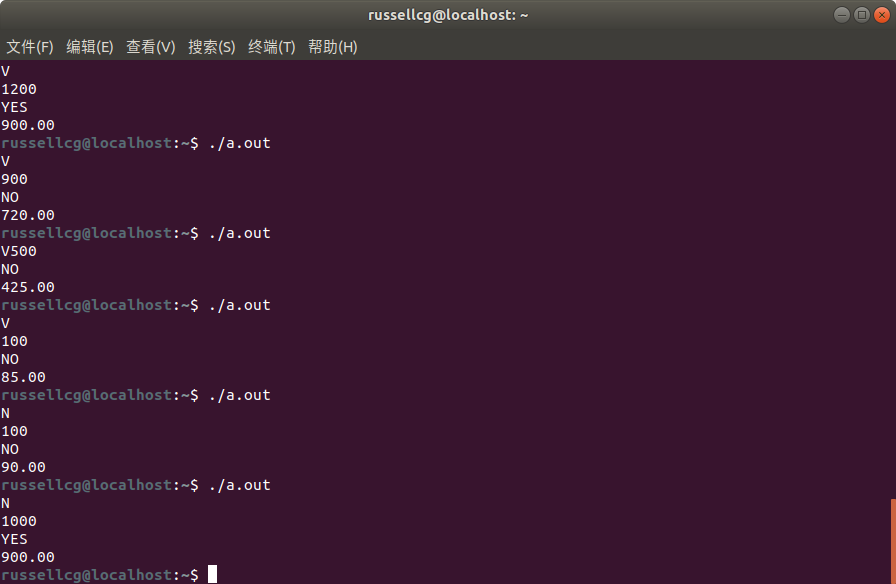 russellcg@localhost: ~
文件(F) 编辑(E) 查看(V) 搜索(S) 终端(T) 帮助(H)
V
1200
YES
900.00
russellcg@localhost:~$ ./a.out
V
900
NO
720.00
russellcg@localhost:~$ ./a.out
V500
NO
425.00
russellcg@localhost:~$ ./a.out
V
100
NO
85.00
russellcg@localhost:~$ ./a.out
N
100
NO
90.00
russellcg@localhost:~$ ./a.out
N
1000
YES
900.00
russellcg@localhost:~$